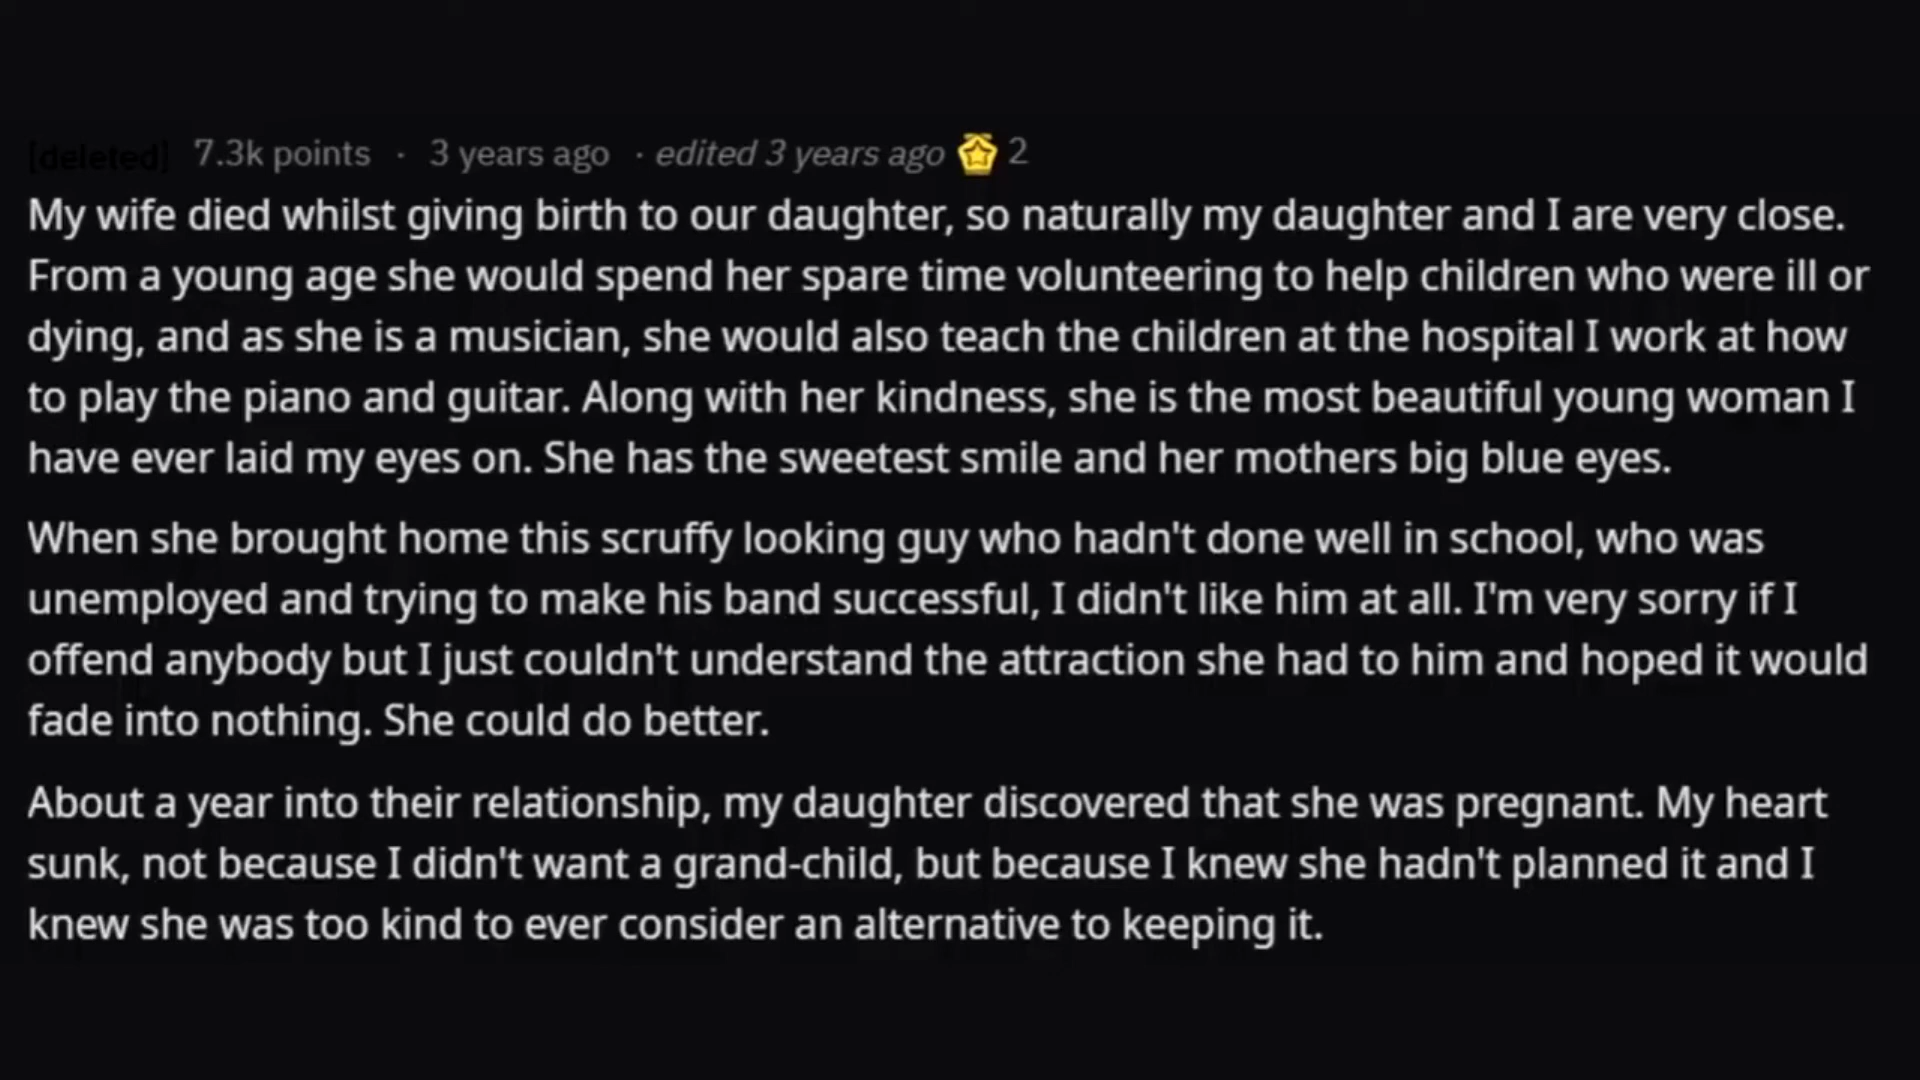 [deleted] 7.3k points · 3 years ago · edited 3 years ago 2
My wife died whilst giving birth to our daughter, so naturally my daughter and I are very close.
From a young age she would spend her spare time volunteering to help children who were ill or
dying, and as she is a musician, she would also teach the children at the hospital I work at how
to play the piano and guitar. Along with her kindness, she is the most beautiful young woman I
have ever laid my eyes on. She has the sweetest smile and her mothers big blue eyes.
When she brought home this scruffy looking guy who hadn't done well in school, who was
unemployed and trying to make his band successful, I didn't like him at all. I'm very sorry if I
offend anybody but I just couldn't understand the attraction she had to him and hoped it would
fade into nothing. She could do better.
About a year into their relationship, my daughter discovered that she was pregnant. My heart
sunk, not because I didn't want a grand-child, but because I knew she hadn't planned it and I
knew she was too kind to ever consider an alternative to keeping it.